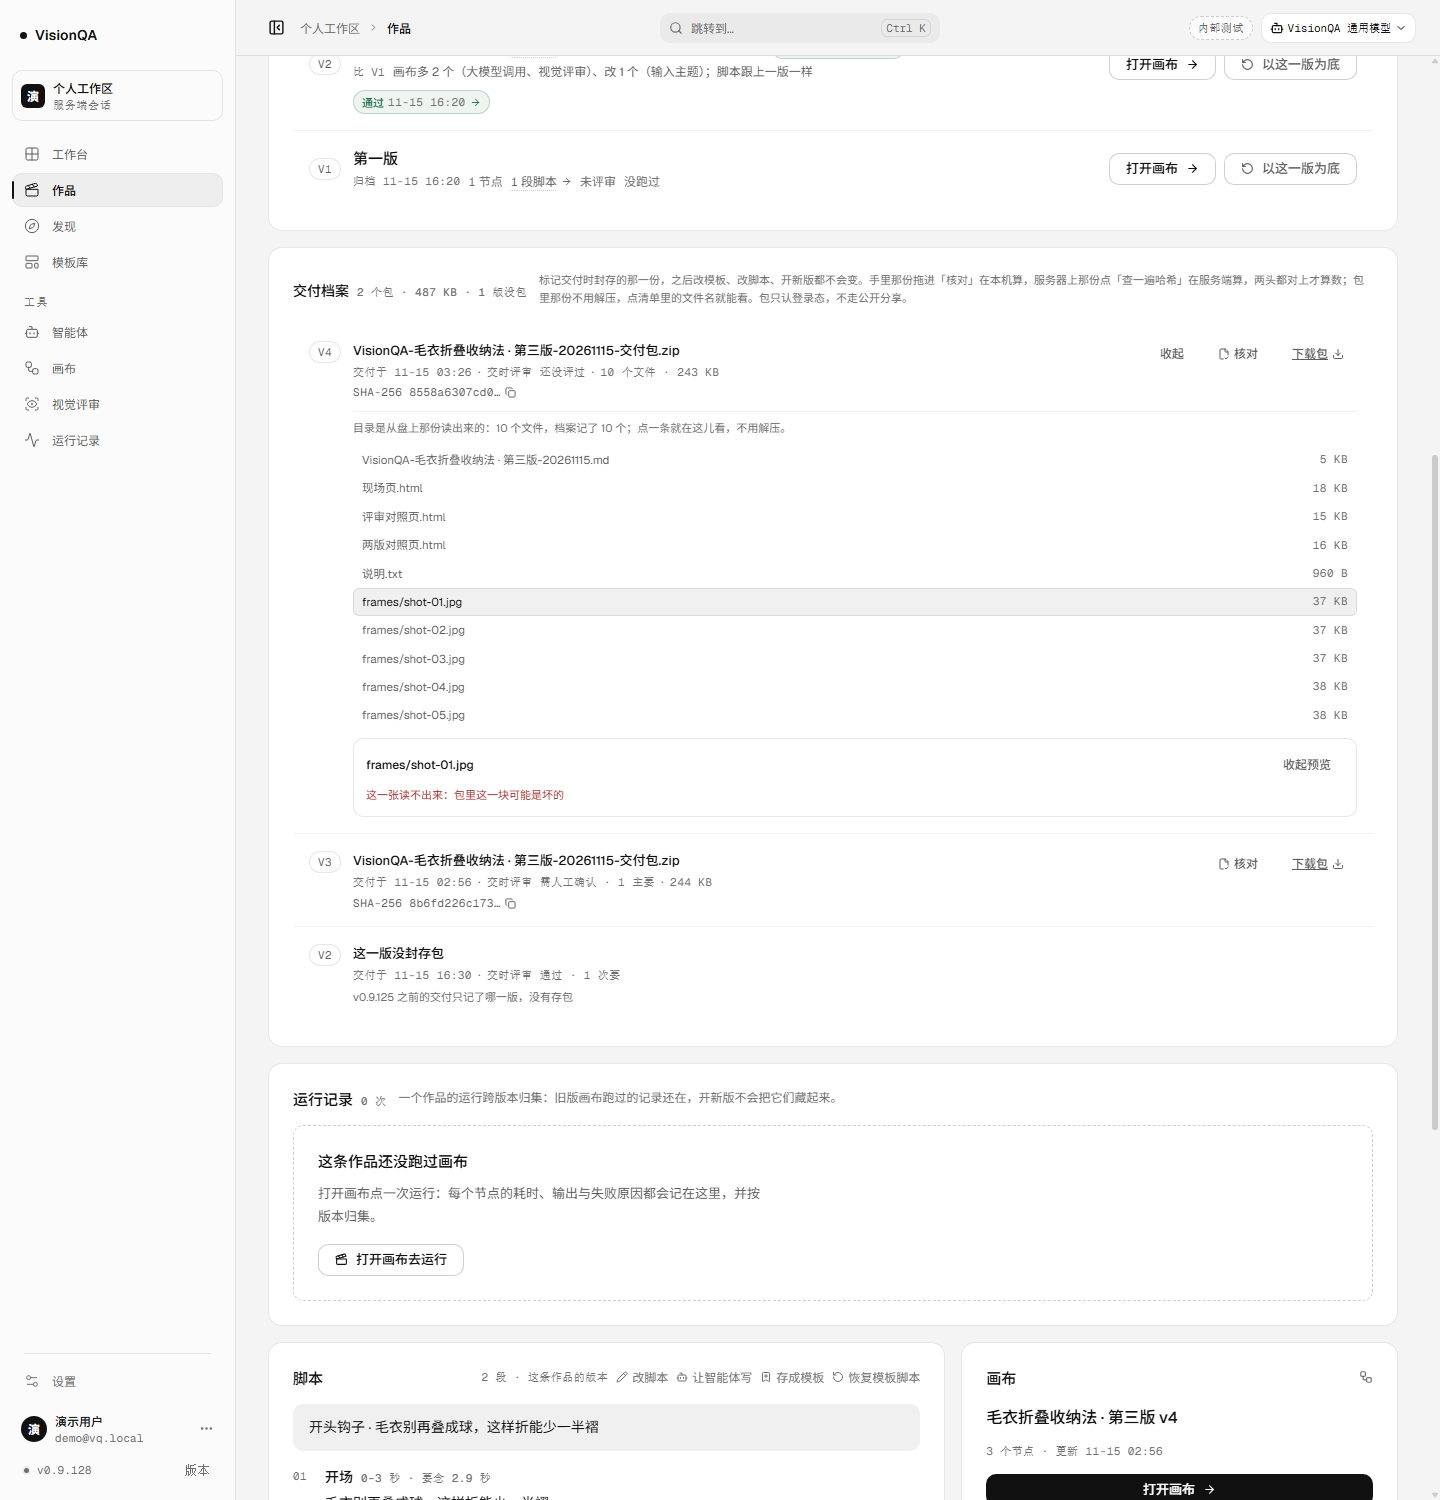 VisionQA
演
个人工作区
服务端会话
工作台
作品
发现
模板库
工具
智能体
画布
视觉评审
运行记录
设置
演
演示用户
demo@vq.local
v0.9.128
版本
个人工作区 > 作品
跳转到…
Ctrl K
内部测试
VisionQA 通用模型
V2
比 V1 画布多 2 个（大模型调用、视觉评审）、改 1 个（输入主题）；脚本跟上一版一样
通过 11-15 16:20 →
打开画布 →
以这一版为底
V1
第一版
归档 11-15 16:20 1 节点 1 段脚本 → 未评审 没跑过
打开画布 →
以这一版为底
交付档案 2 个包 · 487 KB · 1 版没包
标记交付时封存的那一份，之后改模板、改脚本、开新版都不会变。手里那份拖进「核对」在本机算，服务器上那份点「查一遍哈希」在服务端算，两头都对上才算数；包
里那份不用解压，点清单里的文件名就能看。包只认登录态，不走公开分享。
V4
VisionQA-毛衣折叠收纳法 · 第三版-20261115-交付包.zip
交付于 11-15 03:26 · 交时评审 还没评过 · 10 个文件 · 243 KB
SHA-256 8558a6307cd0…
收起
核对
下载包
目录是从盘上那份读出来的：10 个文件，档案记了 10 个；点一条就在这儿看，不用解压。
VisionQA-毛衣折叠收纳法 · 第三版-20261115.md 5 KB
现场页.html 18 KB
评审对照页.html 15 KB
两版对照页.html 16 KB
说明.txt 960 B
frames/shot-01.jpg 37 KB
frames/shot-02.jpg 37 KB
frames/shot-03.jpg 37 KB
frames/shot-04.jpg 38 KB
frames/shot-05.jpg 38 KB
frames/shot-01.jpg
收起预览
这一张读不出来：包里这一块可能是坏的
V3
VisionQA-毛衣折叠收纳法 · 第三版-20261115-交付包.zip
交付于 11-15 02:56 · 交时评审 需人工确认 · 1 主要 · 244 KB
SHA-256 8b6fd226c173…
核对
下载包
V2
这一版没封存包
交付于 11-15 16:30 · 交时评审 通过 · 1 次要
v0.9.125 之前的交付只记了哪一版，没有存包
运行记录 0 次 一个作品的运行跨版本归集：旧版画布跑过的记录还在，开新版不会把它们藏起来。
这条作品还没跑过画布
打开画布点一次运行：每个节点的耗时、输出与失败原因都会记在这里，并按
版本归集。
打开画布去运行
脚本
2 段 · 这条作品的版本
改脚本
让智能体写
存成模板
恢复模板脚本
开头钩子 · 毛衣别再叠成球，这样折能少一半褶
01 开场 0-3 秒 · 要念 2.9 秒
毛衣别再叠成球，这样折能少一半褶
画布
毛衣折叠收纳法 · 第三版 v4
3 个节点 · 更新 11-15 02:56
打开画布 →